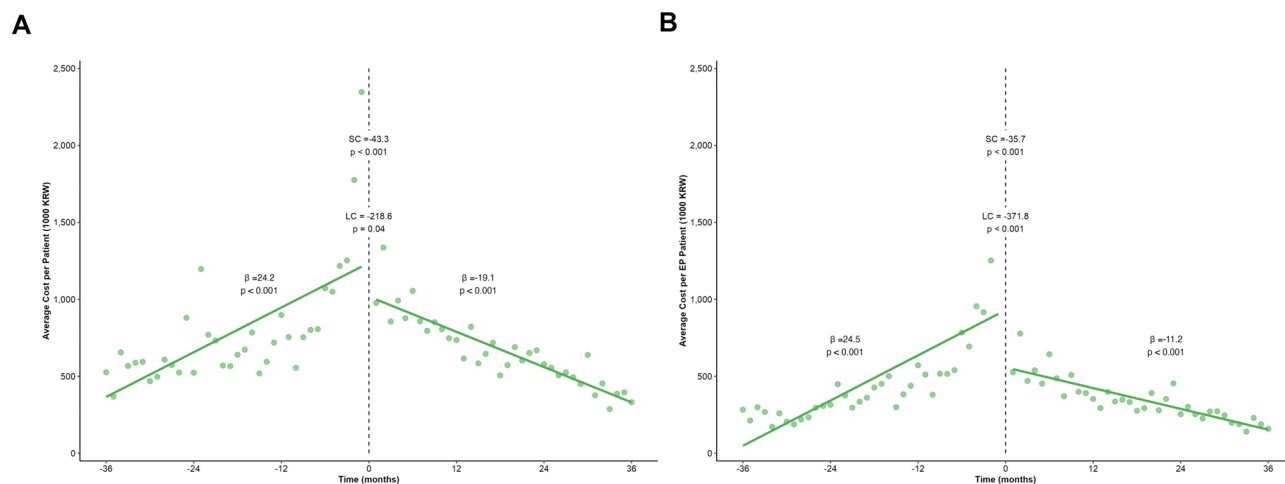 A
Average Cost per Patient (1000 KRW)
2,500
2,000
1,500
1,000
500
0
SC =-43.3
p < 0.001
LC = -218.6
p = 0.04
β =24.2
p < 0.001
β =-19.1
p < 0.001
-36
-24
-12
0
12
24
36
Time (months)
B
Average Cost per EP Patient (1000 KRW)
2,500
2,000
1,500
1,000
500
0
SC =-35.7
p < 0.001
LC = -371.8
p < 0.001
β =24.5
p < 0.001
β =-11.2
p < 0.001
-36
-24
-12
0
12
24
36
Time (months)